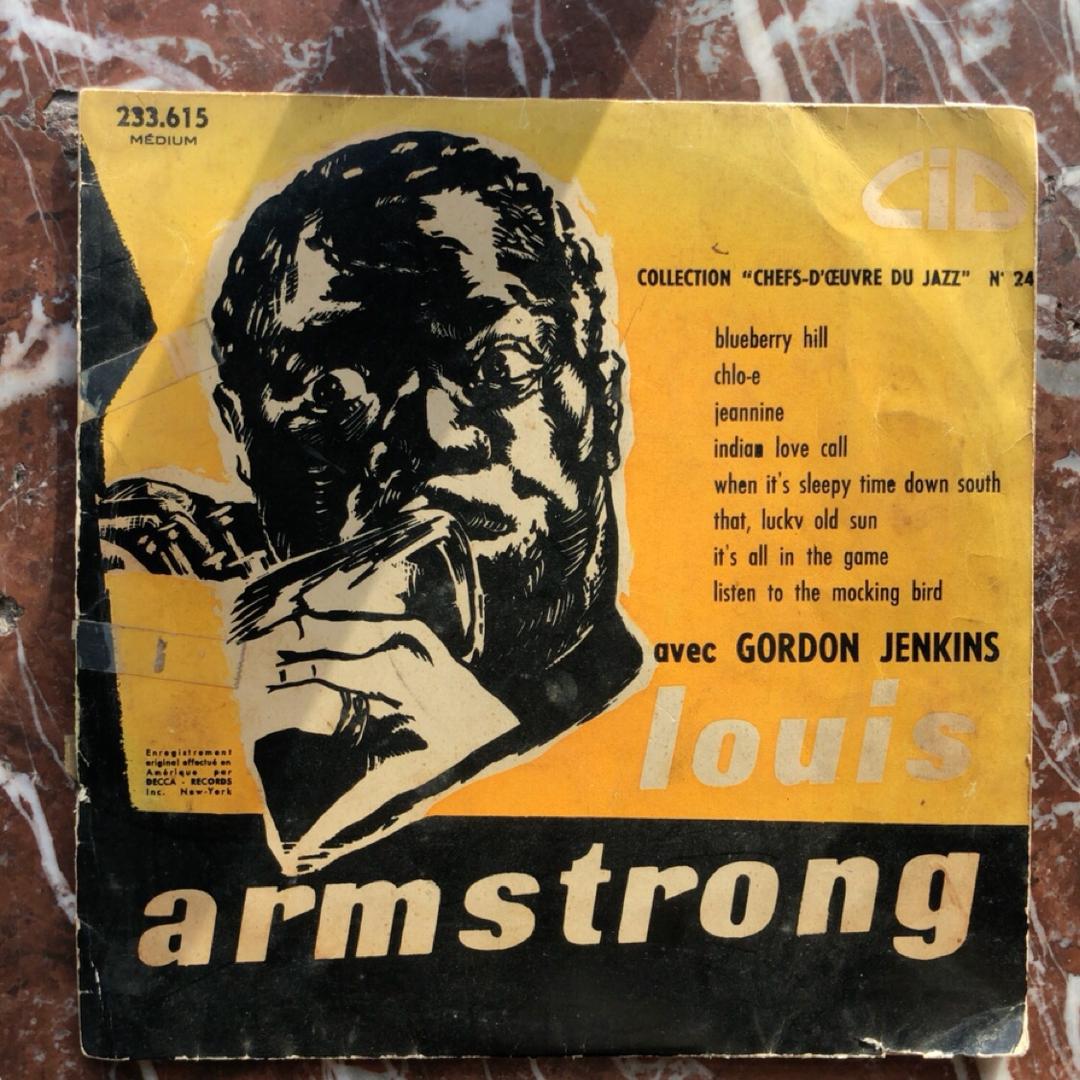 233.615
MÉDIUM
CID
COLLECTION "CHEFS-D'ŒUVRE DU JAZZ" N° 24
blueberry hill
chlo-e
jeannine
indian love call
when it's sleepy time down south
that, lucky old sun
it's all in the game
listen to the mocking bird
avec GORDON JENKINS
louis
armstrong
Enregistrement
original effectué en
Amérique par
DECCA - RECORDS
Inc. New-York